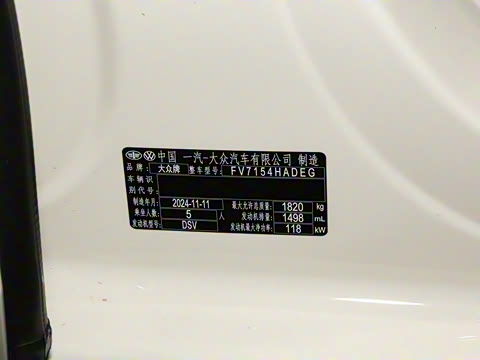 中国 一汽-大众汽车有限公司 制造
品牌: 大众牌 整车型号: FV7154HADEG
车辆识
别代号:
制造年月: 2024-11-11 最大允许总质量: 1820 kg
乘坐人数: 5 人 发动机排量: 1498 mL
发动机型号: DSV 发动机最大净功率: 118 kW